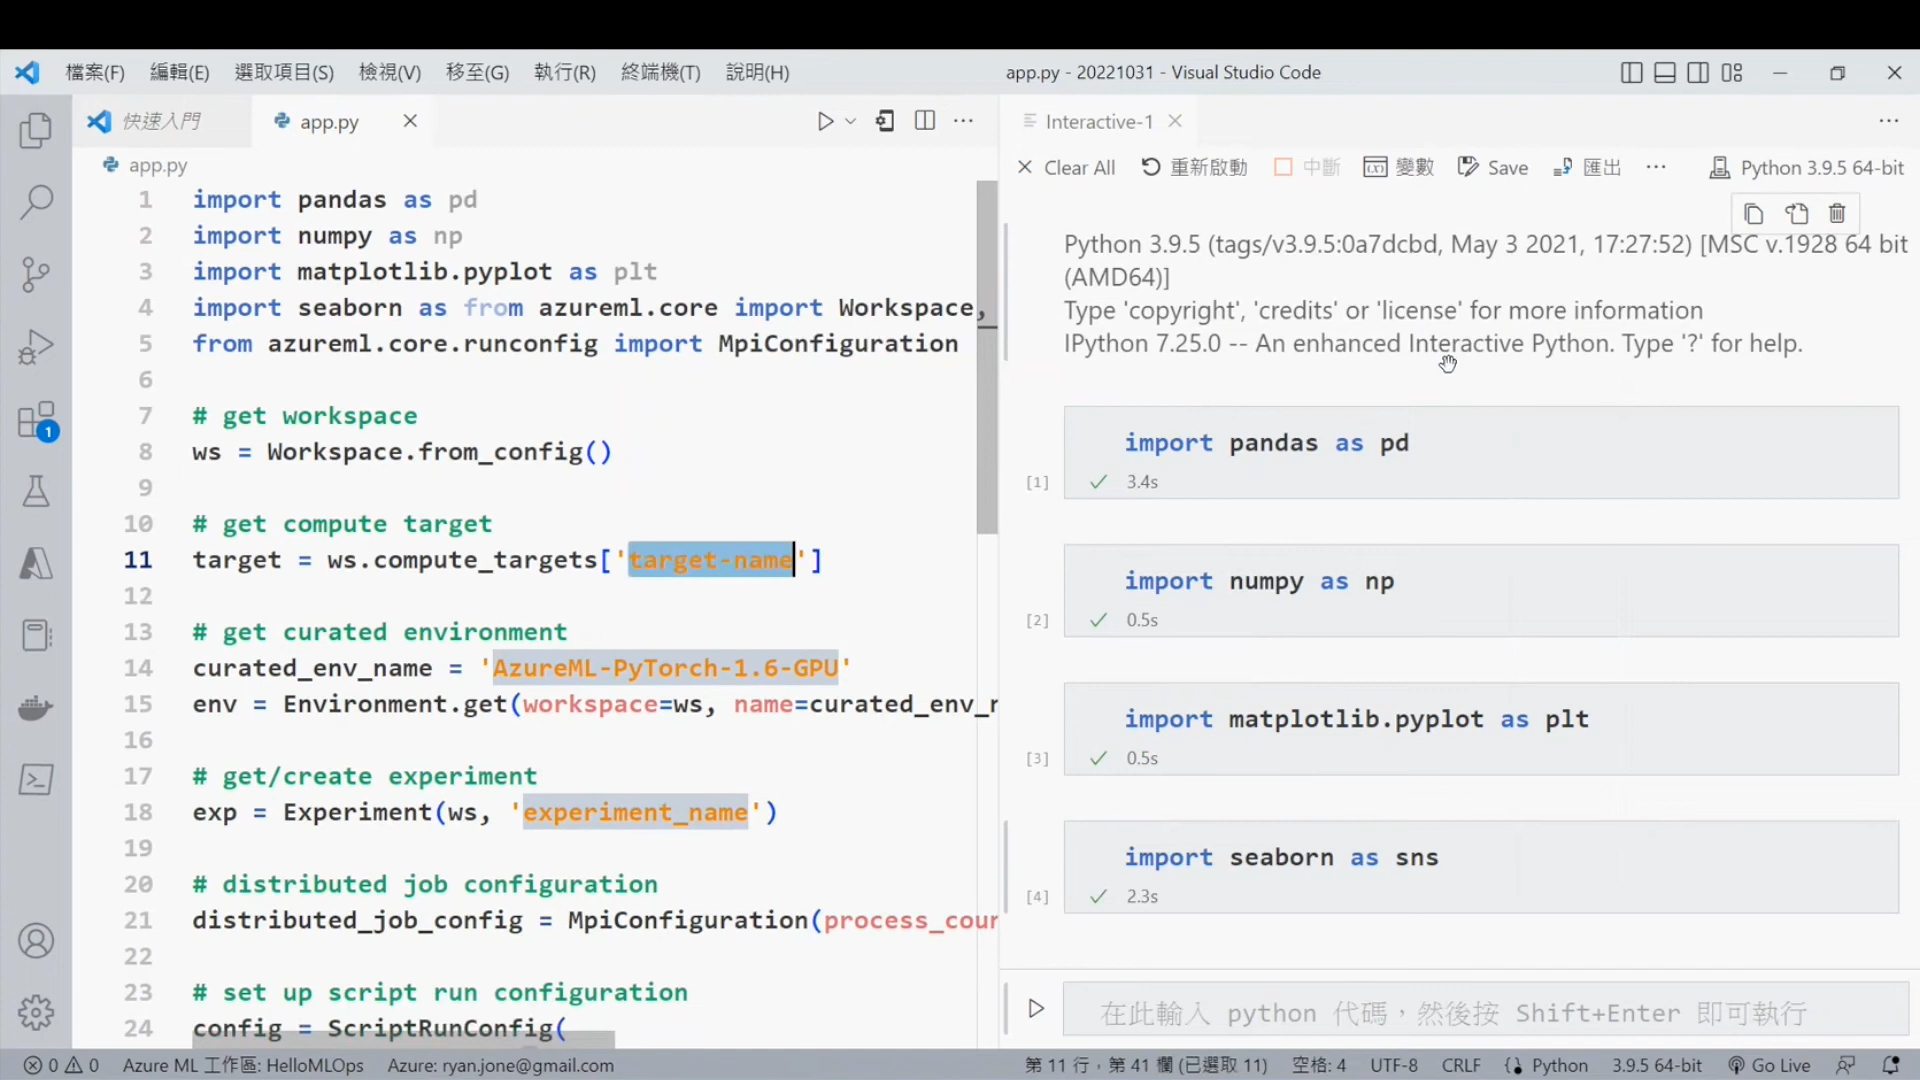 檔案(F) 編輯(E) 選取項目(S) 檢視(V) 移至(G) 執行(R) 終端機(T) 說明(H) app.py - 20221031 - Visual Studio Code
快速入門 app.py
app.py
1 import pandas as pd
2 import numpy as np
3 import matplotlib.pyplot as plt
4 import seaborn as from azureml.core import Workspace,
5 from azureml.core.runconfig import MpiConfiguration
6
7 # get workspace
8 ws = Workspace.from_config()
9
10 # get compute target
11 target = ws.compute_targets['target-name']
12
13 # get curated environment
14 curated_env_name = 'AzureML-PyTorch-1.6-GPU'
15 env = Environment.get(workspace=ws, name=curated_env_n
16
17 # get/create experiment
18 exp = Experiment(ws, 'experiment_name')
19
20 # distributed job configuration
21 distributed_job_config = MpiConfiguration(process_cour
22
23 # set up script run configuration
24 config = ScriptRunConfig(
Interactive-1
Clear All 重新啟動 中斷 變數 Save 匯出 ··· Python 3.9.5 64-bit
Python 3.9.5 (tags/v3.9.5:0a7dcbd, May 3 2021, 17:27:52) [MSC v.1928 64 bit
(AMD64)]
Type 'copyright', 'credits' or 'license' for more information
IPython 7.25.0 -- An enhanced Interactive Python. Type '?' for help.
import pandas as pd
[1] 3.4s
import numpy as np
[2] 0.5s
import matplotlib.pyplot as plt
[3] 0.5s
import seaborn as sns
[4] 2.3s
在此輸入 python 代碼，然後按 Shift+Enter 即可執行
1
0 0 Azure ML 工作區: HelloMLOps Azure: ryan.jone@gmail.com 第 11 行，第 41 欄 (已選取 11) 空格: 4 UTF-8 CRLF Python 3.9.5 64-bit Go Live